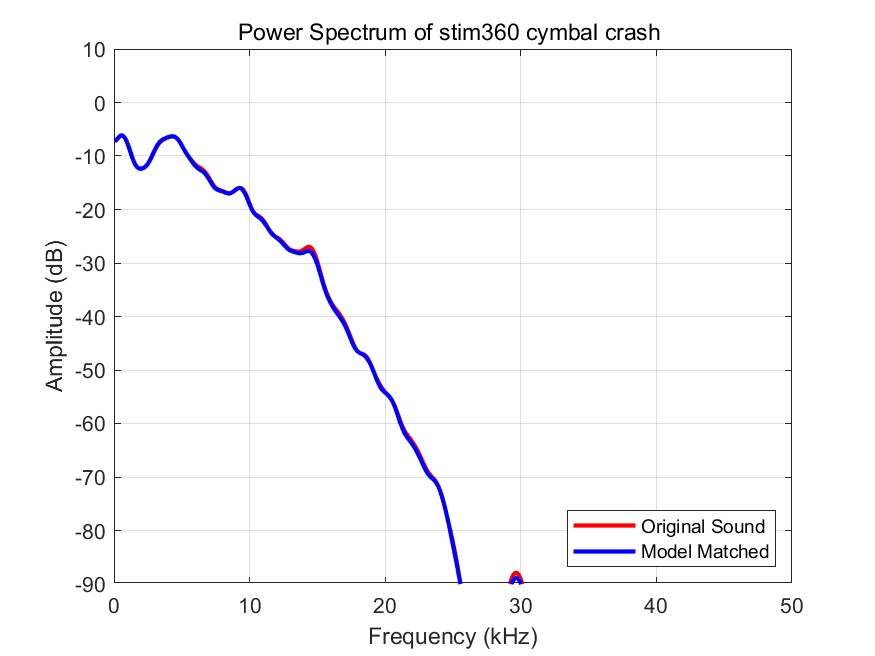 Power Spectrum of stim360 cymbal crash
10
0
-10
-20
-30
-40
-50
-60
-70
-80
-90
Amplitude (dB)
Original Sound
Model Matched
0 10 20 30 40 50
Frequency (kHz)